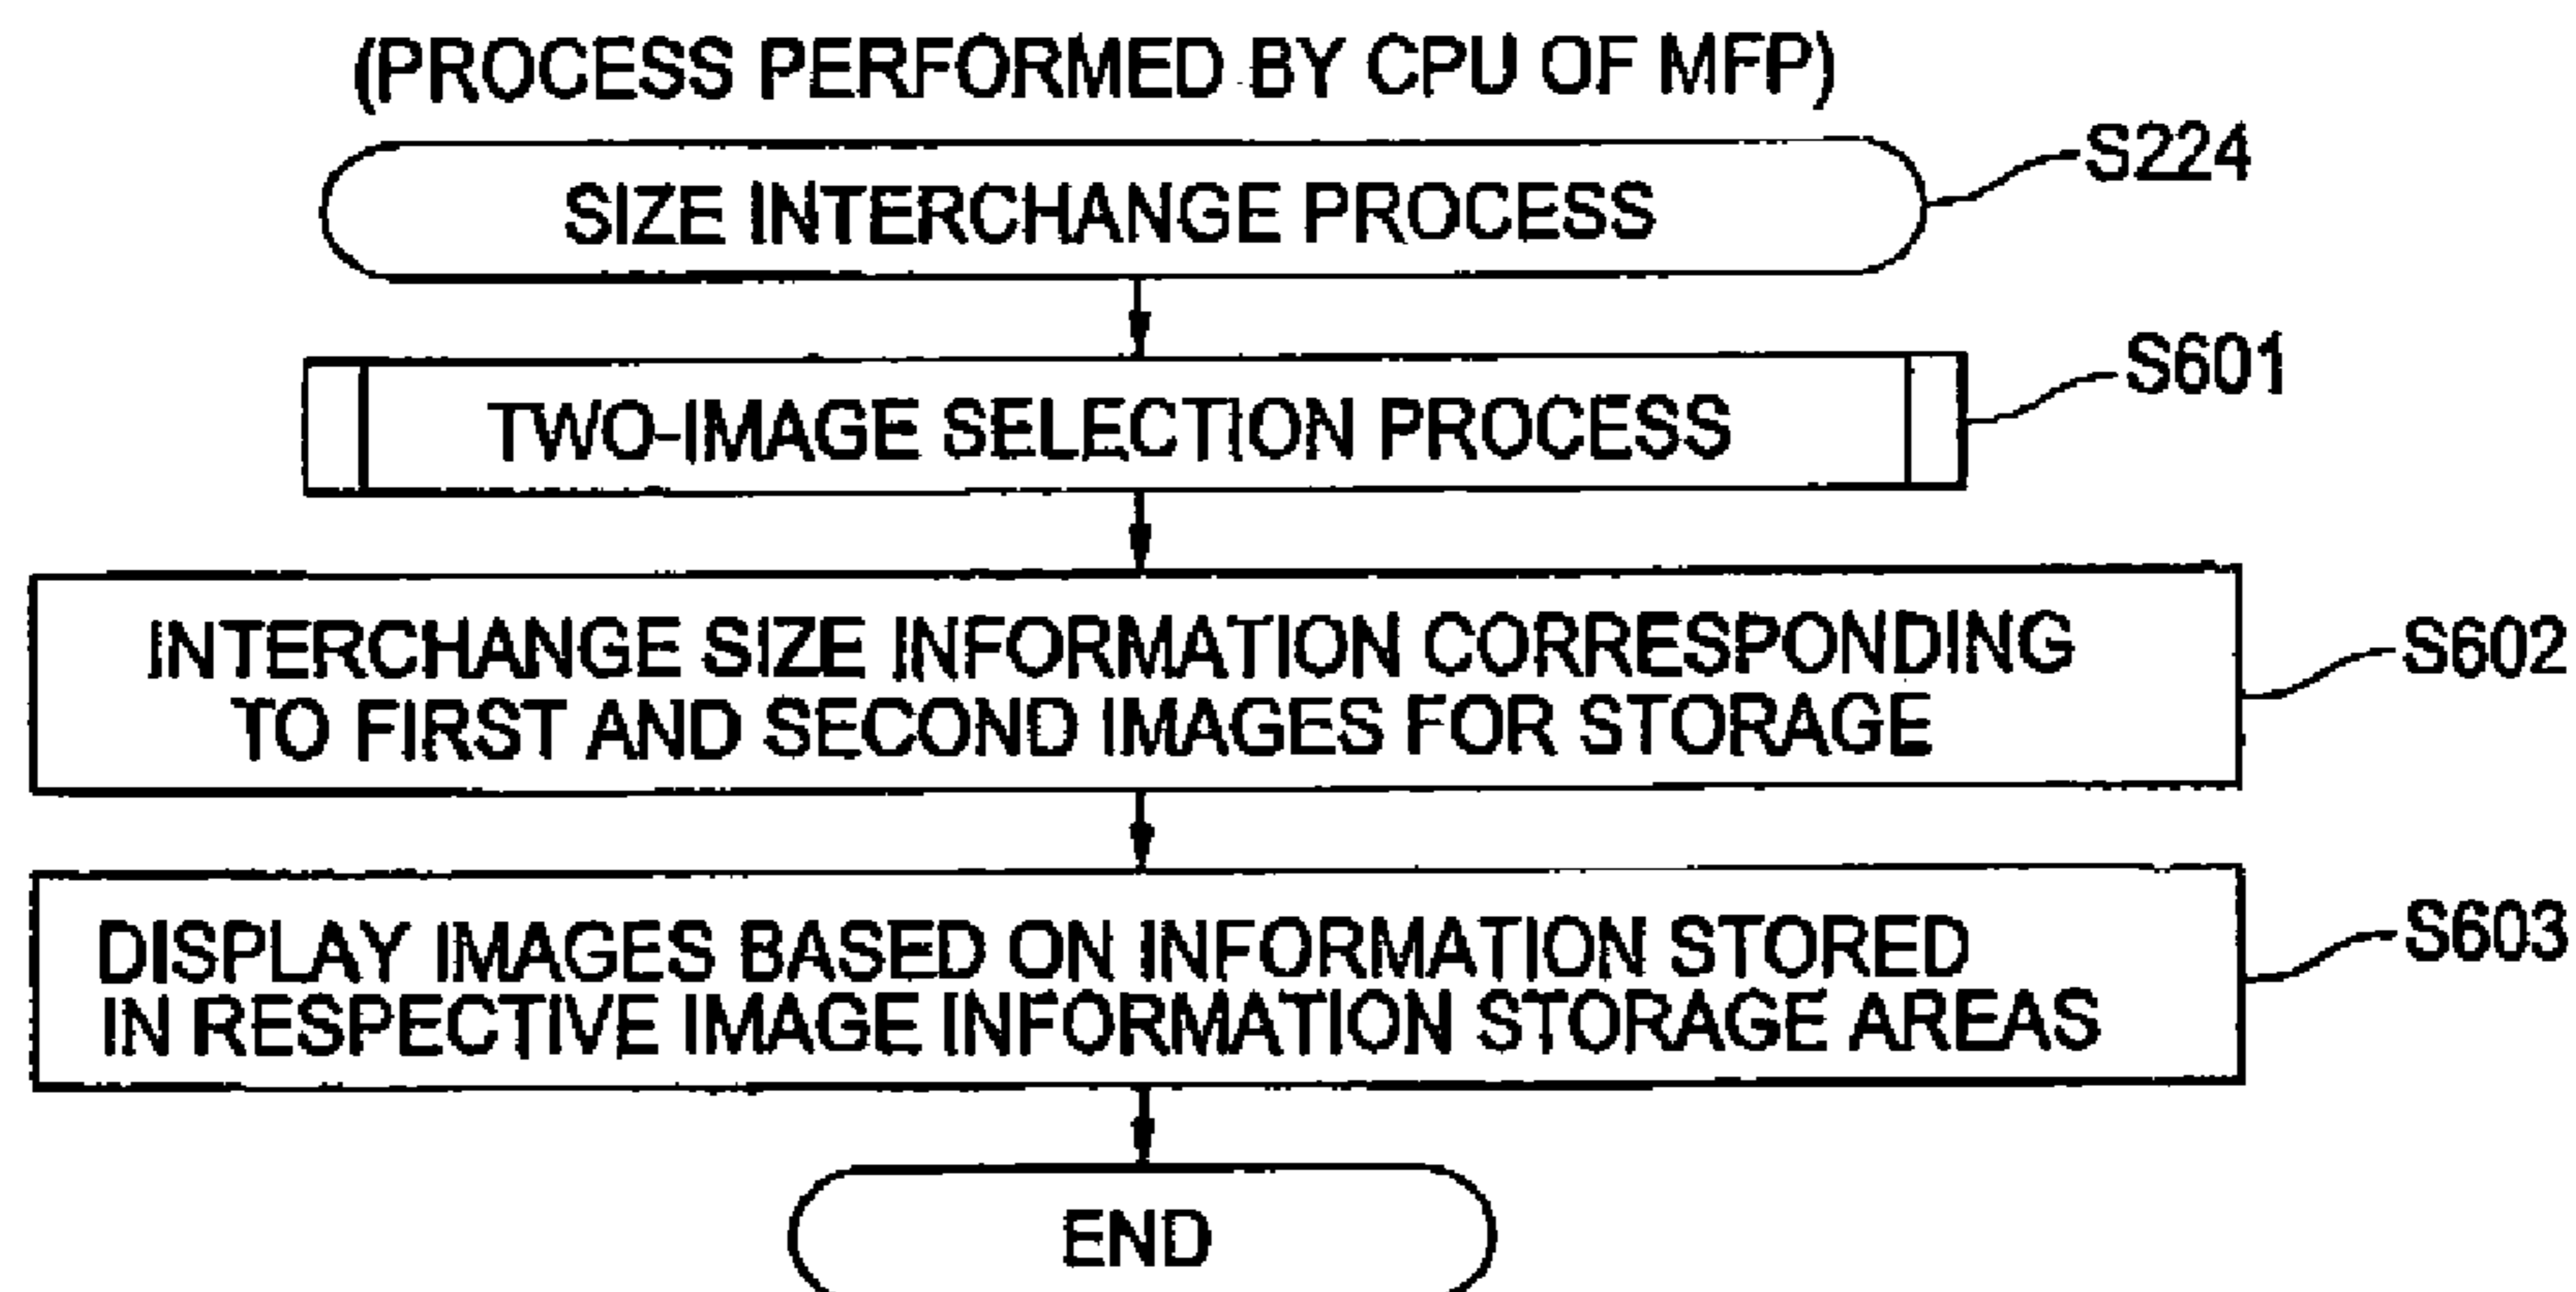 (PROCESS PERFORMED BY CPU OF MFP)
S224
SIZE INTERCHANGE PROCESS
S601
TWO-IMAGE SELECTION PROCESS
INTERCHANGE SIZE INFORMATION CORRESPONDING
TO FIRST AND SECOND IMAGES FOR STORAGE
S602
DISPLAY IMAGES BASED ON INFORMATION STORED
IN RESPECTIVE IMAGE INFORMATION STORAGE AREAS
S603
END